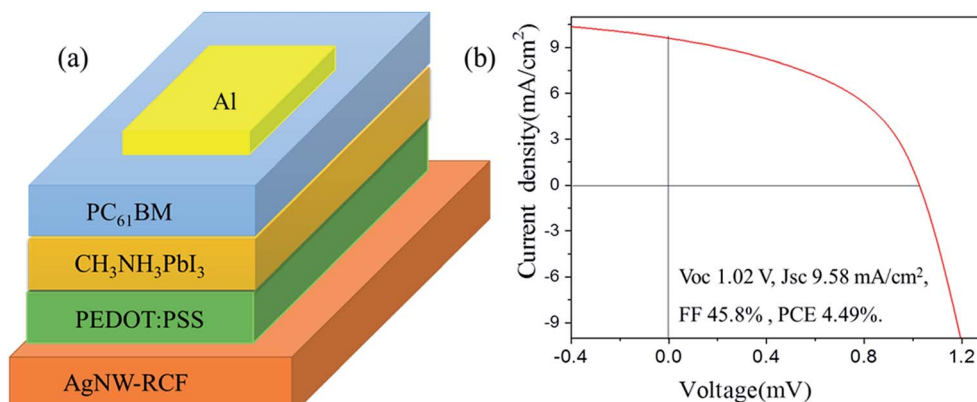 (a)
Al
PC₆₁BM
CH₃NH₃PbI₃
PEDOT:PSS
AgNW-RCF
(b)
Current density(mA/cm²)
9
6
3
0
-3
-6
-9
Voc 1.02 V, Jsc 9.58 mA/cm²,
FF 45.8% , PCE 4.49%.
-0.4 0.0 0.4 0.8 1.2
Voltage(mV)